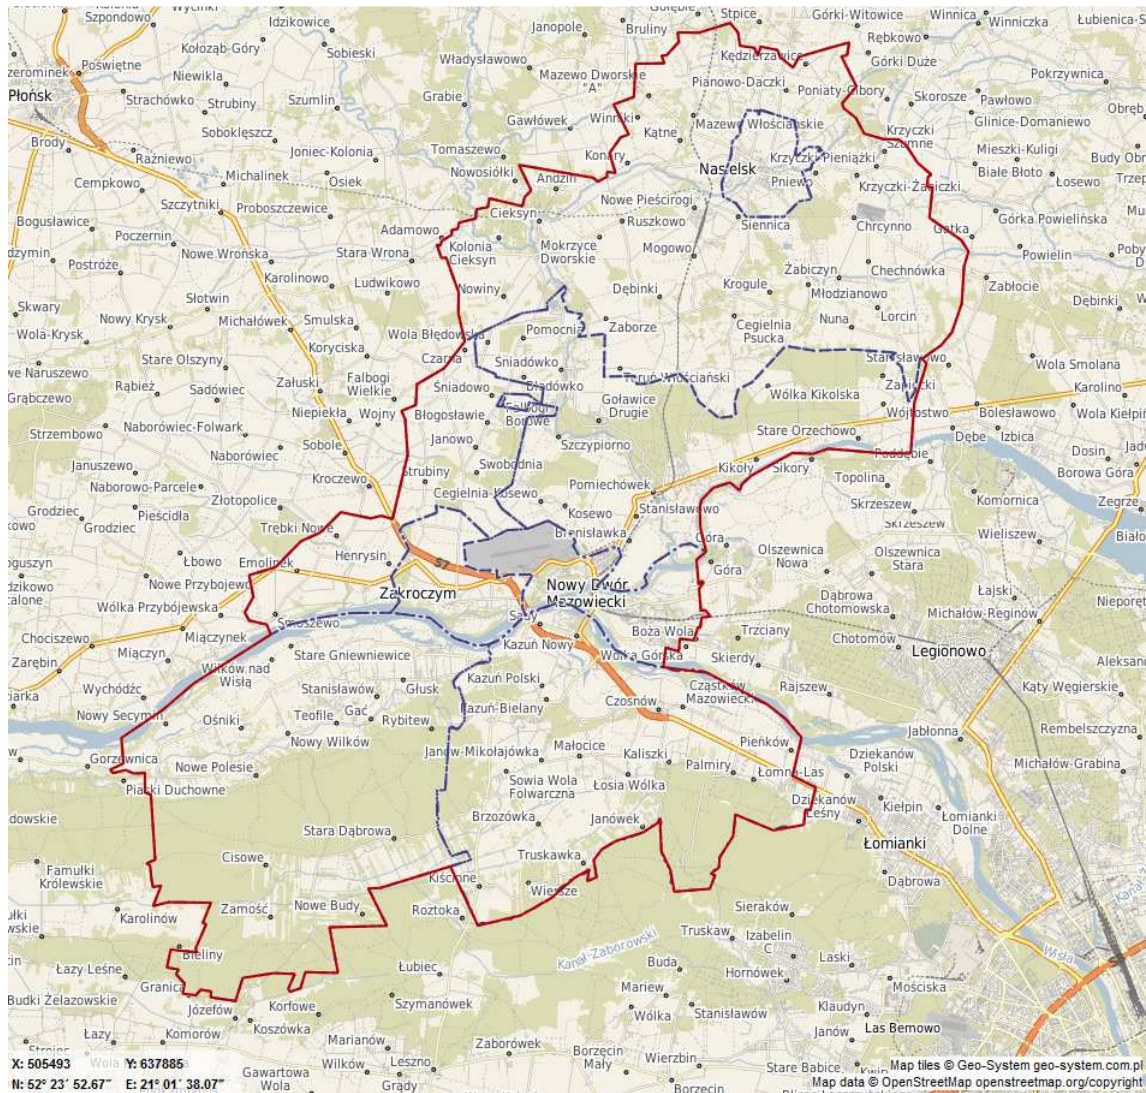 Kolonia
Szpondowo
Idzikowice
Janopole
Bruliny
Stpice
Górki-Witowice
Winnica
Winniczka
Łubienica-S
Kołoząb-Góry
Sobieski
Władysławowo
Rębkowo
Kędzierzawice
Górki Duże
Poświętne
Niewikla
Mazewo Dworskie
"A"
Pianowo-Daczki
Pokrzywnica
Płońsk
Strachówko
Strubiny
Szumlin
Grabie
Poniaty-Cibory
Skorosze
Pawłowo
Gawłówek
Winniki
Soboklęszcz
Kątne
Mazewo Włościańskie
Krzyczki
Szumne
Glinice-Domaniewo
Brody
Raźniewo
Joniec-Kolonia
Tomaszewo
Konary
Nasielsk
Krzyczki
Pieniążki
Mieszki-Kuligi
Budy Obr
Cempkowo
Michalinek
Osiek
Nowosiółki
Andzin
Pniewo
Krzyczki-Żabiczki
Białe Błoto
Łosewo
Szczytniki
Proboszczewice
Cieksyn
Nowe Pieścirogi
Ruszkowo
Siennica
Chrcynno
Gatka
Górka Powielińska
Bogusławice
Poczernin
Adamowo
Kolonia
Cieksyn
Mokrzyce
Dworskie
Mogowo
Powielin
Postróże
Nowe Wrońska
Stara Wrona
Żabiczyn
Chechnówka
Zabłocie
Karolinowo
Ludwikowo
Nowiny
Dębinki
Krogule
Młodzianowo
Dębinki
Skwary
Słotwin
Lorcin
Wola-Krysk
Nowy Krysk
Michałówek
Smulska
Wola Błędowska
Pomocnia
Zaborze
Cegielnia
Psucka
Nuna
Stare Olszyny
Koryciska
Czarna
Śniadówko
Stanisławowo
Wola Smolana
Rąbież
Sadówiec
Załuski
Falbogi
Wielkie
Śniadowo
Błądówko
Toruń Włościański
Zabiełki
Karolino
Grąbczewo
Falbogi
Borowe
Goławice
Drugie
Wólka Kikolska
Wójtostwo
Bolesławowo
Wola Kiełpiń
Naborówiec-Folwark
Niepiekła
Wojny
Błogosławie
Strzembowo
Sobole
Janowo
Szczypiorno
Stare Orzechowo
Dębe
Izbica
Januszewo
Naborówiec
Strubiny
Swobodnia
Kikoły
Sikory
Poddębie
Dosin
Borowa Góra
Naborowo-Parcele
Kroczewo
Pomiechówek
Topolina
Złotopolice
Cegielnia-Kosewo
Komornica
Zegrze
Grodziec
Grodziec
Pieścidła
Kosewo
Stanisławowo
Skrzeszew
Trębki Nowe
Skrzeszew
Wieliszew
Henrysin
Góra
Olszewnica
Nowa
Olszewnica
Stara
Łbowo
Emolinek
S7
Góra
Nowe Przybojewo
Zakroczym
Nowy Dwór
Mazowiecki
Dąbrowa
Chotomowska
Łajski
Wólka Przybójewska
Michałów-Reginów
Miączynek
Smoszewo
Boża Wola
Trzciany
Chotomów
Legionowo
Chociszewo
Kazuń Nowy
Wólka Górska
Zarębin
Miączyn
Wilków nad
Wisłą
Stare Gniewniewice
Skierdy
Kazuń Polski
Cząstków
Mazowiecki
Rajszew
Kąty Węgierskie
Wychódźc
Stanisławów
Głusk
Czosnów
Nowy Secymin
Ośniki
Teofile
Gać
Rybitew
Kazuń-Bielany
Jabłonna
Rembelszczyzna
Nowy Wilków
Janów-Mikołajówka
Małocice
Pieńków
Gorzewnica
Nowe Polesie
Kaliszki
Dziekanów
Polski
Michałów-Grabina
Palmiry
Łomna-Las
Piaski Duchowne
Sowia Wola
Folwarczna
Łosia Wólka
Dziekanów
Leśny
Kiełpin
Łomianki
Dolne
Brzozówka
Janówek
Stara Dąbrowa
Łomianki
Cisowe
Truskawka
Famułki
Królewskie
Kiścinne
Wiersze
Dąbrowa
Karolinów
Zamość
Nowe Budy
Roztoka
Sieraków
Bieliny
Truskaw
Izabelin
C
Kanał Zaborowski
Laski
Wisła
Łazy Leśne
Łubiec
Buda
Hornówek
Granica
Mariew
Mościska
Budki Żelazowskie
Korfowe
Szymanówek
Klaudyn
Józefów
Wólka
Stanisławów
Koszówka
Janów
Las Bemowo
Łazy
Komorów
Marianów
Zaborówek
Borzęcin
Mały
Wierzbin
Wilków
Leszno
Stare Babice
Gawartowa
Wola
Grądy
Borzęcin
X: 505493 Y: 637885
N: 52° 23′ 52.67″ E: 21° 01′ 38.07″
Map tiles © Geo-System geo-system.com.pl
Map data © OpenStreetMap openstreetmap.org/copyright